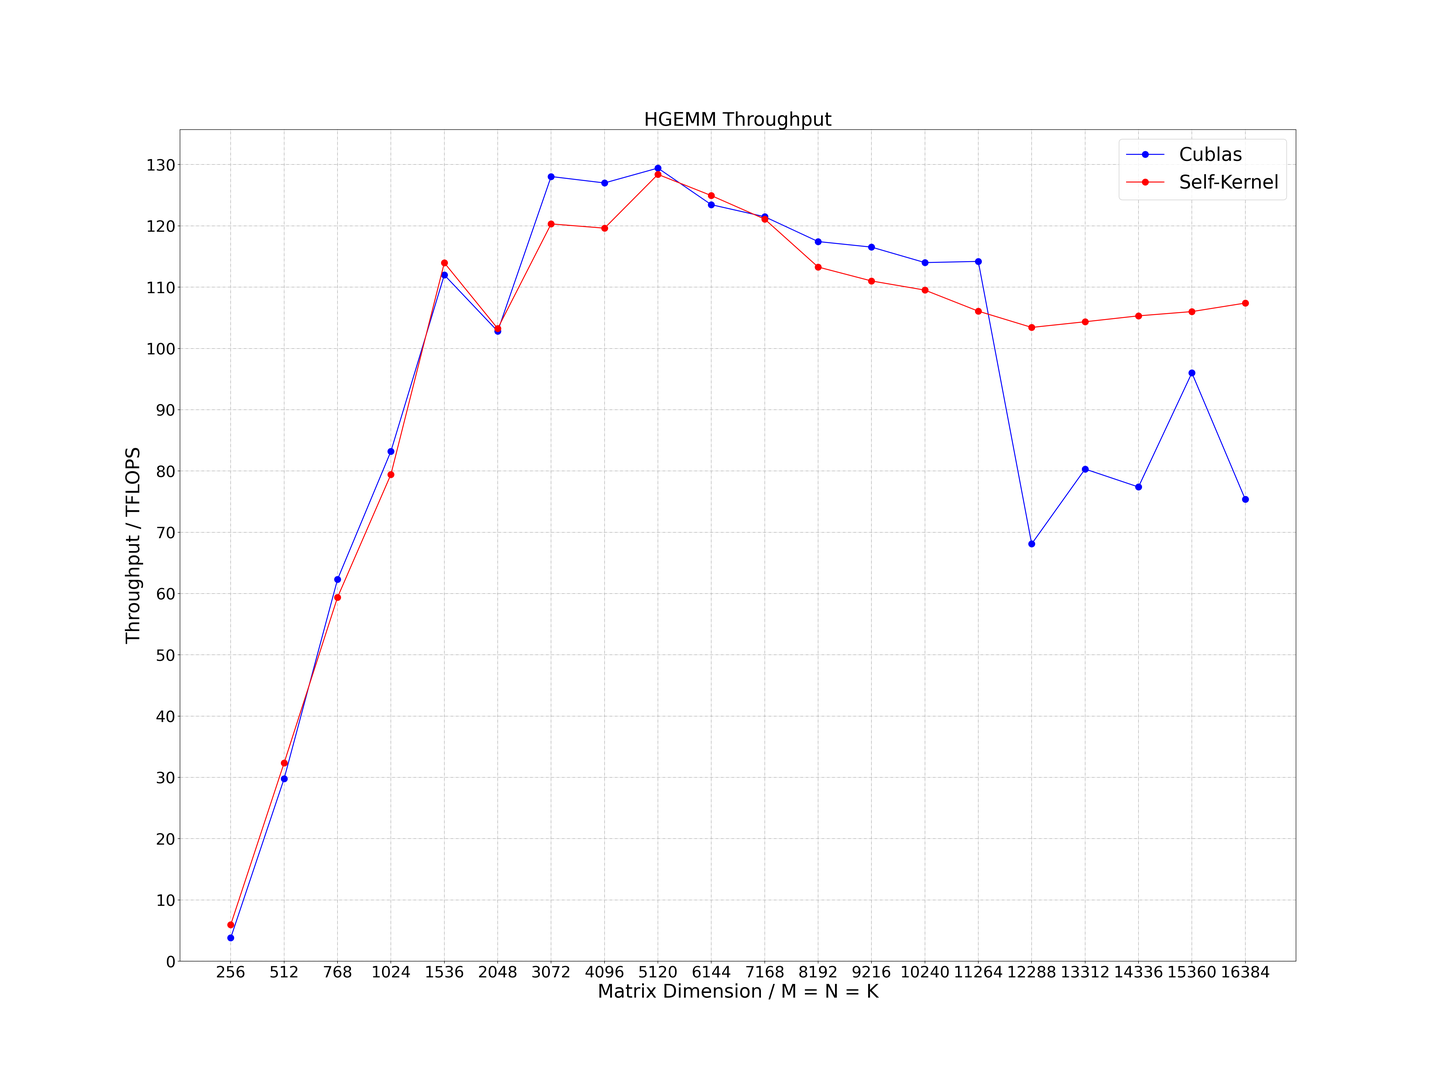 HGEMM Throughput
Cublas
Self-Kernel
Throughput / TFLOPS
130
120
110
100
90
80
70
60
50
40
30
20
10
0
256 512 768 1024 1536 2048 3072 4096 5120 6144 7168 8192 9216 10240 11264 12288 13312 14336 15360 16384
Matrix Dimension / M = N = K